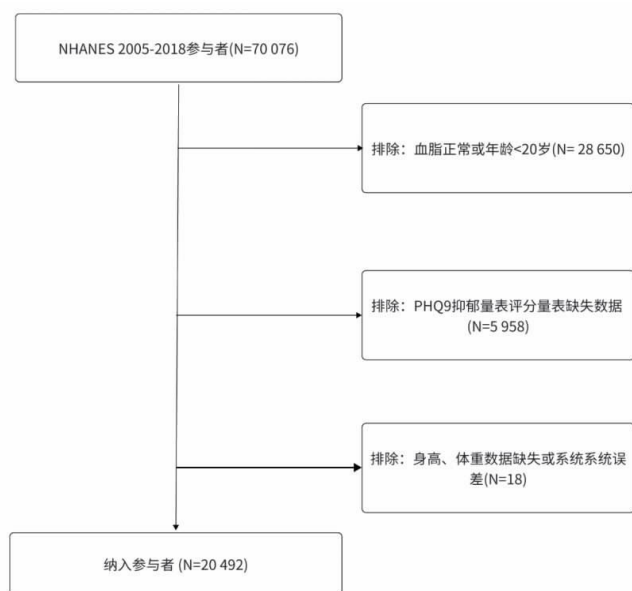 NHANES 2005-2018参与者(N=70 076)
排除：血脂正常或年龄<20岁(N= 28 650)
排除：PHQ9抑郁量表评分量表缺失数据
(N=5 958)
排除：身高、体重数据缺失或系统系统误
差(N=18)
纳入参与者 (N=20 492)